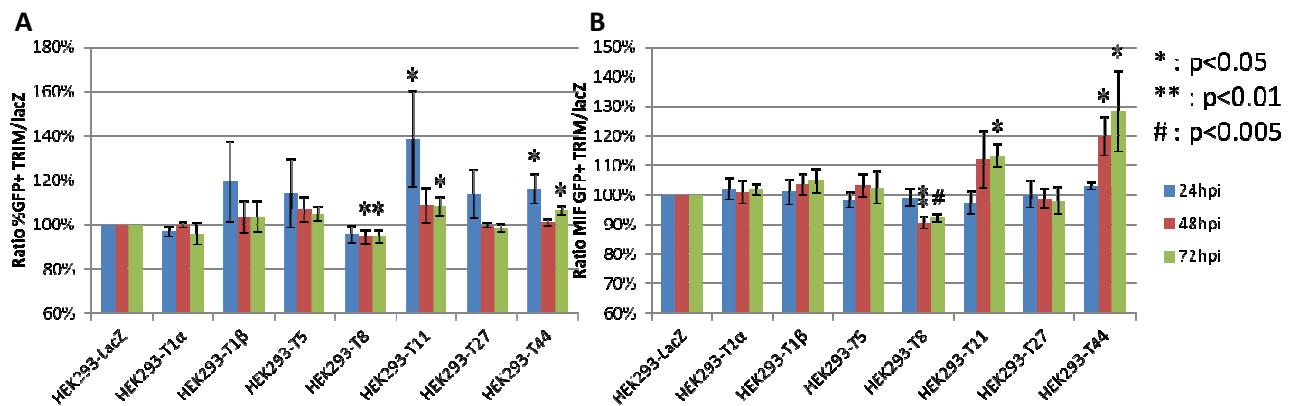 A
B
Ratio %GFP+ TRIM/lacZ
180%
160%
140%
120%
100%
80%
60%
*
*
*
*
*
*
*
HEK293-LacZ
HEK293-T1α
HEK293-T1β
HEK293-T5
HEK293-T8
HEK293-T11
HEK293-T27
HEK293-T44
Ratio MIF GFP+ TRIM/lacZ
150%
140%
130%
120%
110%
100%
90%
80%
70%
60%
**
#
*
*
*
HEK293-LacZ
HEK293-T1α
HEK293-T1β
HEK293-T5
HEK293-T8
HEK293-T11
HEK293-T27
HEK293-T44
* : p<0.05
** : p<0.01
# : p<0.005
24hpi
48hpi
72hpi